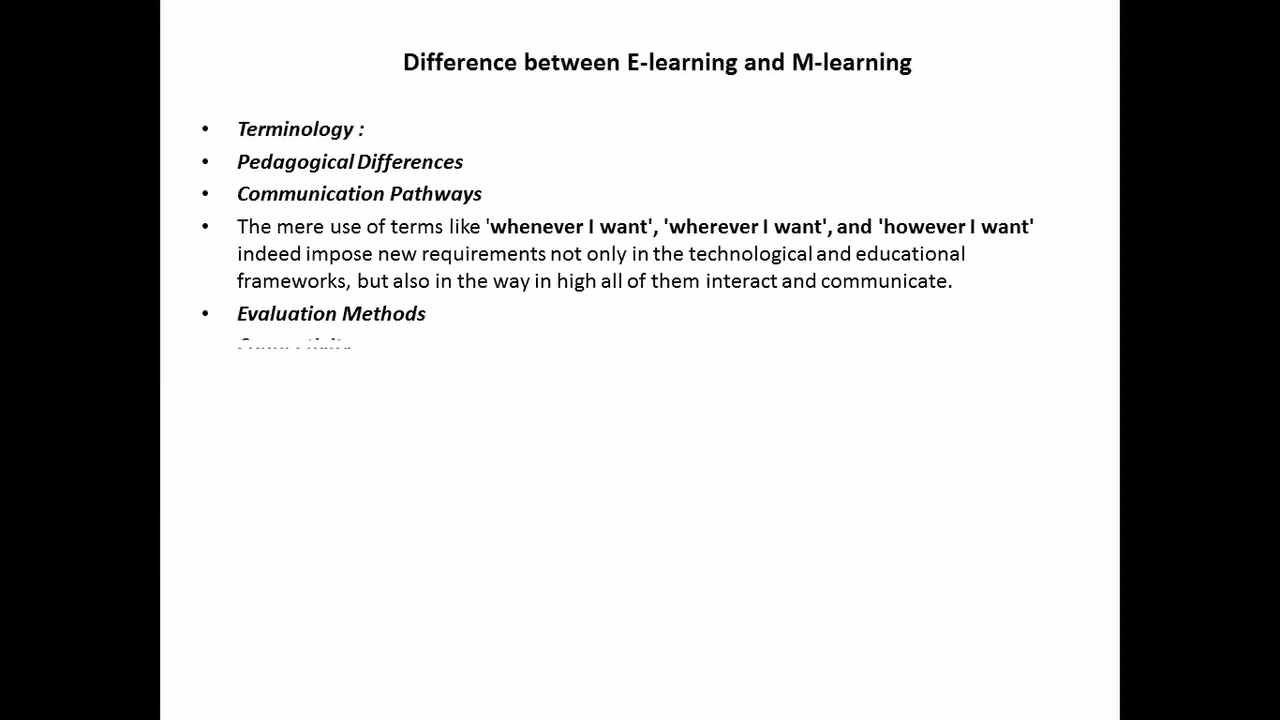 Difference between E-learning and M-learning
• Terminology :
• Pedagogical Differences
• Communication Pathways
• The mere use of terms like 'whenever I want', 'wherever I want', and 'however I want'
indeed impose new requirements not only in the technological and educational
frameworks, but also in the way in high all of them interact and communicate.
• Evaluation Methods